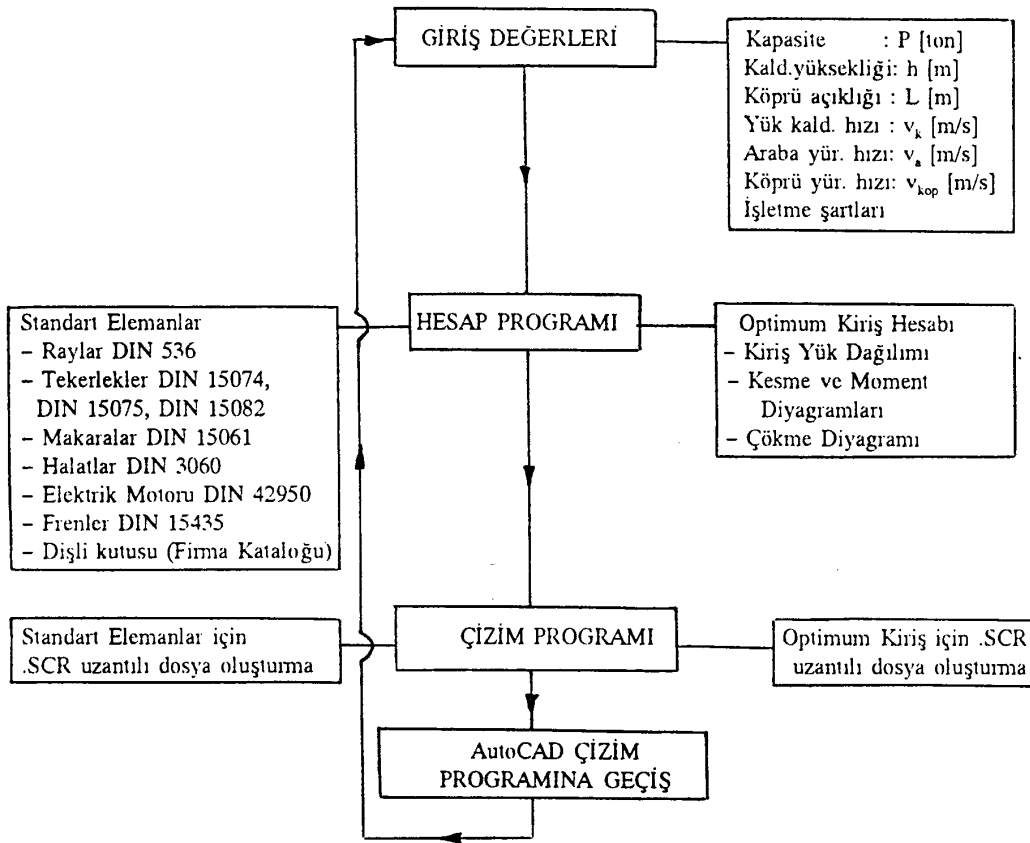 GİRİŞ DEĞERLERİ
Kapasite : P [ton]
Kald.yüksekliği: h [m]
Köprü açıklığı : L [m]
Yük kald. hızı : vk [m/s]
Araba yür. hızı: va [m/s]
Köprü yür. hızı: vkop [m/s]
İşletme şartları
Standart Elemanlar
– Raylar DIN 536
– Tekerlekler DIN 15074,
DIN 15075, DIN 15082
– Makaralar DIN 15061
– Halatlar DIN 3060
– Elektrik Motoru DIN 42950
– Frenler DIN 15435
– Dişli kutusu (Firma Kataloğu)
HESAP PROGRAMI
Optimum Kiriş Hesabı
– Kiriş Yük Dağılımı
– Kesme ve Moment
Diyagramları
– Çökme Diyagramı
Standart Elemanlar için
.SCR uzantılı dosya oluşturma
ÇİZİM PROGRAMI
Optimum Kiriş için .SCR
uzantılı dosya oluşturma
AutoCAD ÇİZİM
PROGRAMINA GEÇİŞ